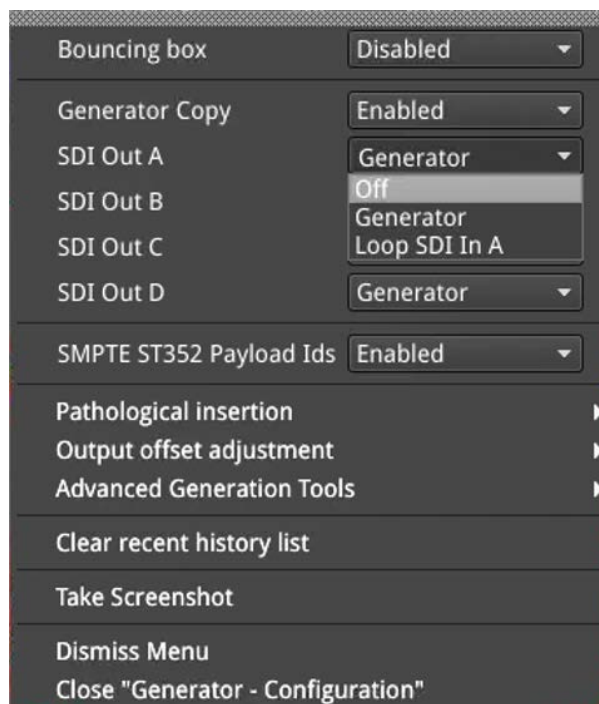 Bouncing box Disabled
Generator Copy Enabled
SDI Out A Generator
Off
SDI Out B
Generator
SDI Out C Loop SDI In A
SDI Out D Generator
SMPTE ST352 Payload Ids Enabled
Pathological insertion
Output offset adjustment
Advanced Generation Tools
Clear recent history list
Take Screenshot
Dismiss Menu
Close "Generator - Configuration"